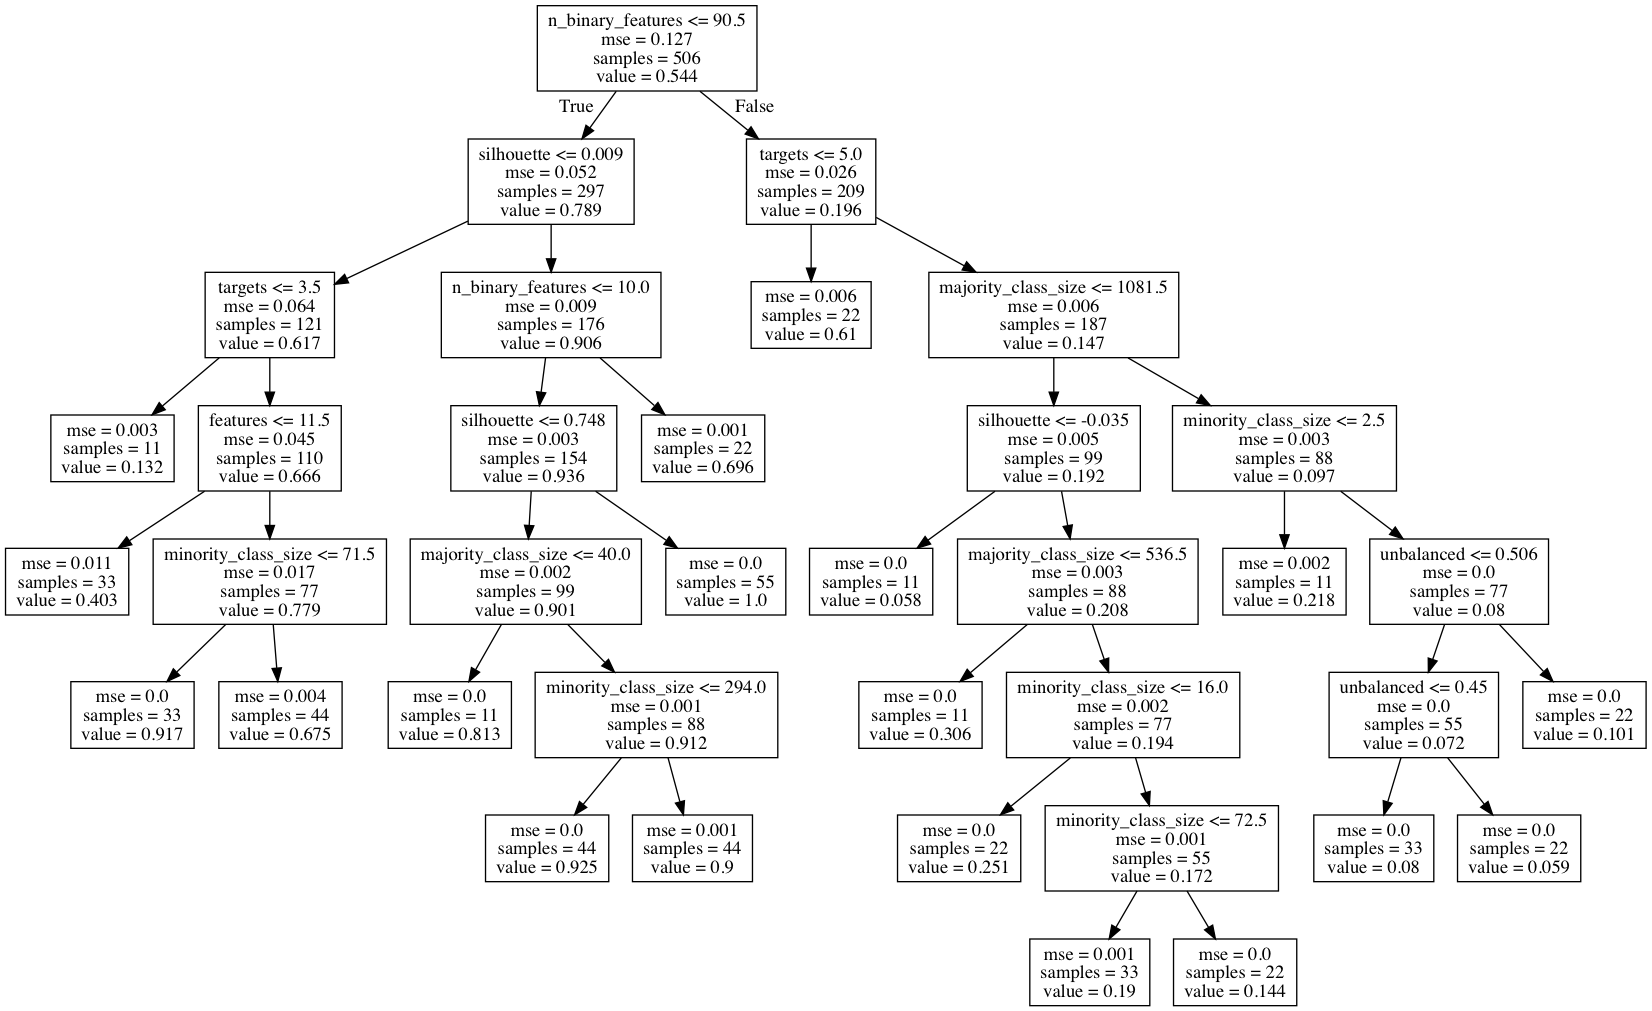 n_binary_features <= 90.5
mse = 0.127
samples = 506
value = 0.544
True
False
silhouette <= 0.009
mse = 0.052
samples = 297
value = 0.789
targets <= 5.0
mse = 0.026
samples = 209
value = 0.196
targets <= 3.5
mse = 0.064
samples = 121
value = 0.617
n_binary_features <= 10.0
mse = 0.009
samples = 176
value = 0.906
mse = 0.006
samples = 22
value = 0.61
majority_class_size <= 1081.5
mse = 0.006
samples = 187
value = 0.147
mse = 0.003
samples = 11
value = 0.132
features <= 11.5
mse = 0.045
samples = 110
value = 0.666
silhouette <= 0.748
mse = 0.003
samples = 154
value = 0.936
mse = 0.001
samples = 22
value = 0.696
silhouette <= -0.035
mse = 0.005
samples = 99
value = 0.192
minority_class_size <= 2.5
mse = 0.003
samples = 88
value = 0.097
mse = 0.011
samples = 33
value = 0.403
minority_class_size <= 71.5
mse = 0.017
samples = 77
value = 0.779
majority_class_size <= 40.0
mse = 0.002
samples = 99
value = 0.901
mse = 0.0
samples = 55
value = 1.0
mse = 0.0
samples = 11
value = 0.058
majority_class_size <= 536.5
mse = 0.003
samples = 88
value = 0.208
mse = 0.002
samples = 11
value = 0.218
unbalanced <= 0.506
mse = 0.0
samples = 77
value = 0.08
mse = 0.0
samples = 33
value = 0.917
mse = 0.004
samples = 44
value = 0.675
mse = 0.0
samples = 11
value = 0.813
minority_class_size <= 294.0
mse = 0.001
samples = 88
value = 0.912
mse = 0.0
samples = 11
value = 0.306
minority_class_size <= 16.0
mse = 0.002
samples = 77
value = 0.194
unbalanced <= 0.45
mse = 0.0
samples = 55
value = 0.072
mse = 0.0
samples = 22
value = 0.101
mse = 0.0
samples = 44
value = 0.925
mse = 0.001
samples = 44
value = 0.9
mse = 0.0
samples = 22
value = 0.251
minority_class_size <= 72.5
mse = 0.001
samples = 55
value = 0.172
mse = 0.0
samples = 33
value = 0.08
mse = 0.0
samples = 22
value = 0.059
mse = 0.001
samples = 33
value = 0.19
mse = 0.0
samples = 22
value = 0.144